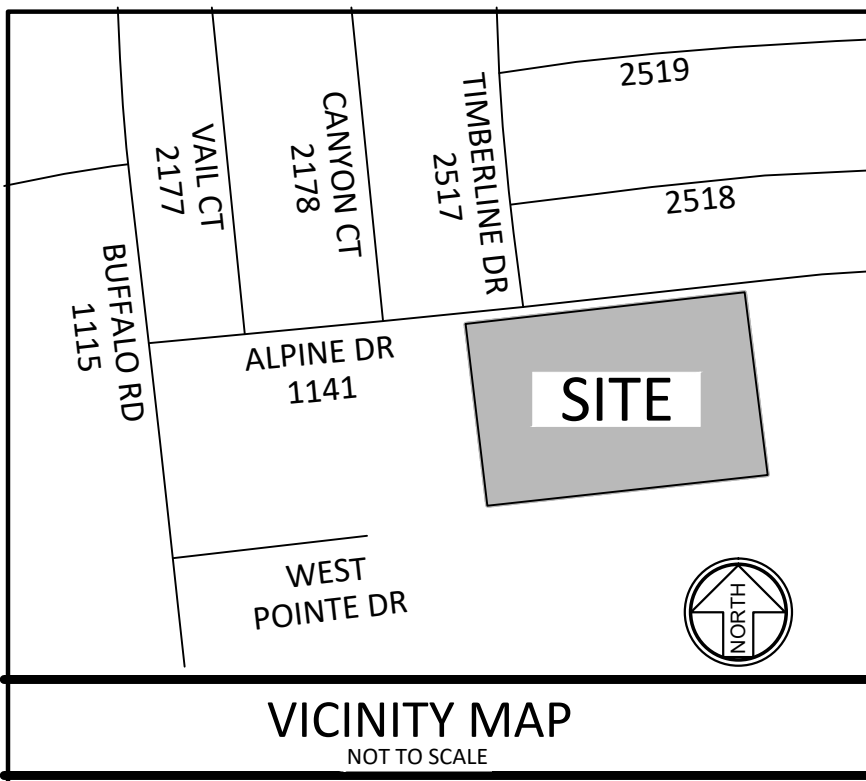 2519
TIMBERLINE DR
2517
CANYON CT
2178
VAIL CT
2177
2518
BUFFALO RD
1115
ALPINE DR
1141
SITE
WEST
POINTE DR
NORTH
VICINITY MAP
NOT TO SCALE